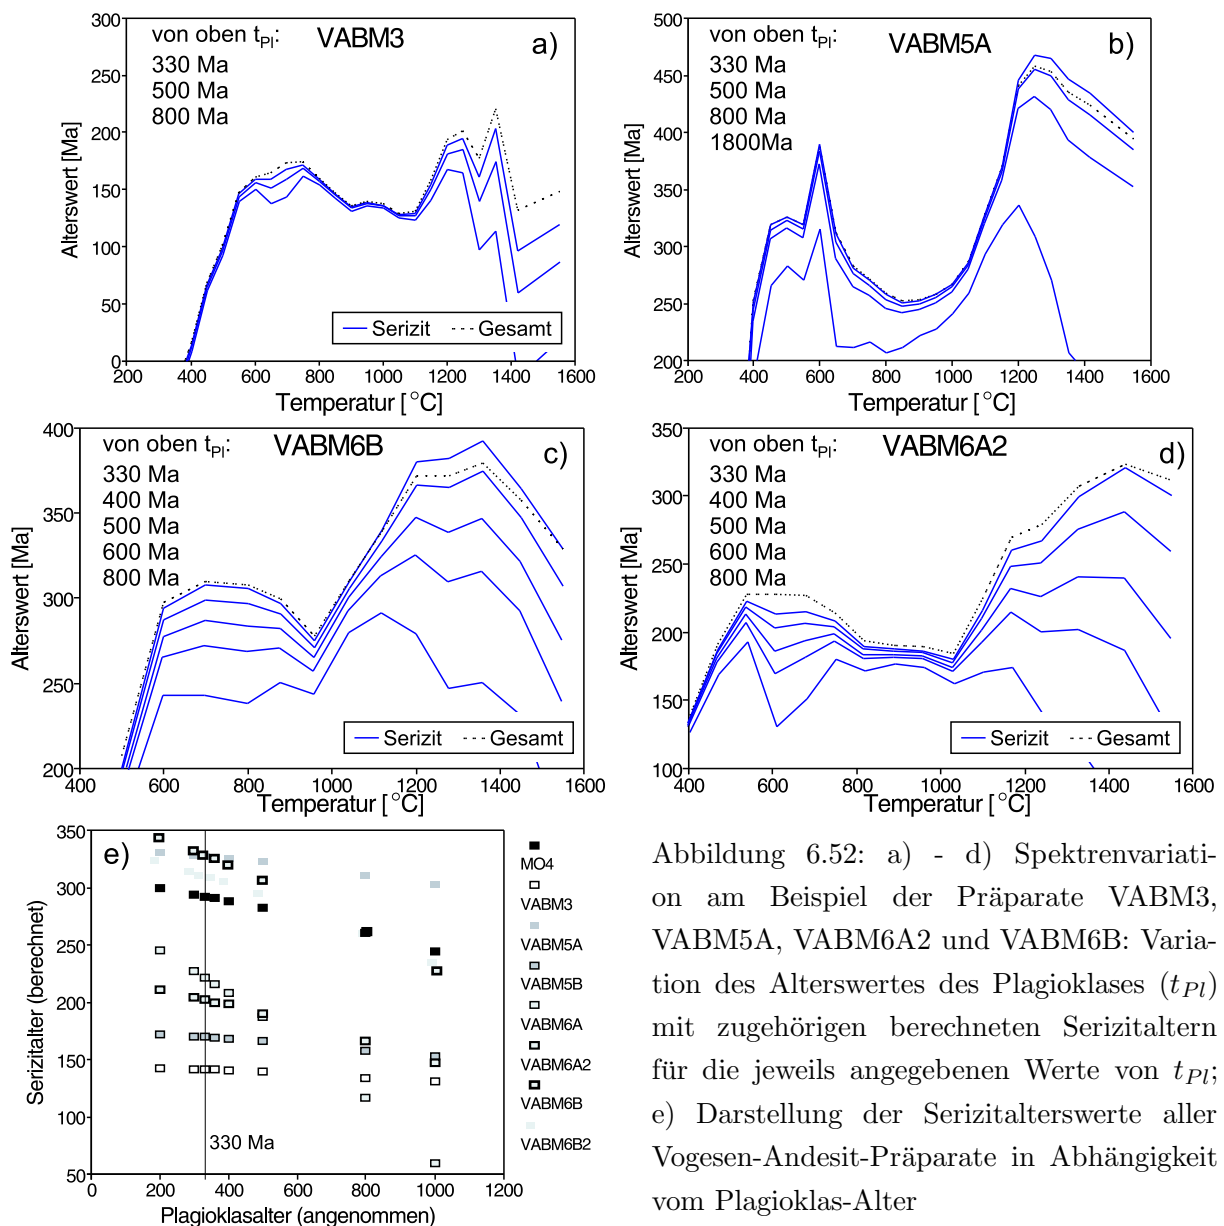 a)
VABM3
von oben tPl:
330 Ma
500 Ma
800 Ma
Alterswert [Ma]
300
250
200
150
100
50
0
Serizit
Gesamt
200 400 600 800 1000 1200 1400 1600
Temperatur [°C]
b)
VABM5A
von oben tPl:
330 Ma
500 Ma
800 Ma
1800Ma
Alterswert [Ma]
500
450
400
350
300
250
200
200 400 600 800 1000 1200 1400 1600
Temperatur [°C]
c)
VABM6B
von oben tPl:
330 Ma
400 Ma
500 Ma
600 Ma
800 Ma
Alterswert [Ma]
400
350
300
250
200
Serizit
Gesamt
400 600 800 1000 1200 1400 1600
Temperatur [°C]
d)
VABM6A2
von oben tPl:
330 Ma
400 Ma
500 Ma
600 Ma
800 Ma
Alterswert [Ma]
350
300
250
200
150
100
Serizit
Gesamt
400 600 800 1000 1200 1400 1600
Temperatur [°C]
e)
Serizitalter (berechnet)
350
300
250
200
150
100
50
330 Ma
0 200 400 600 800 1000 1200
Plagioklasalter (angenommen)
MO4
VABM3
VABM5A
VABM5B
VABM6A
VABM6A2
VABM6B
VABM6B2
Abbildung 6.52: a) - d) Spektrenvariati-
on am Beispiel der Präparate VABM3,
VABM5A, VABM6A2 und VABM6B: Varia-
tion des Alterswertes des Plagioklases (tPl)
mit zugehörigen berechneten Serizitaltern
für die jeweils angegebenen Werte von tPl;
e) Darstellung der Serizitalterswerte aller
Vogesen-Andesit-Präparate in Abhängigkeit
vom Plagioklas-Alter